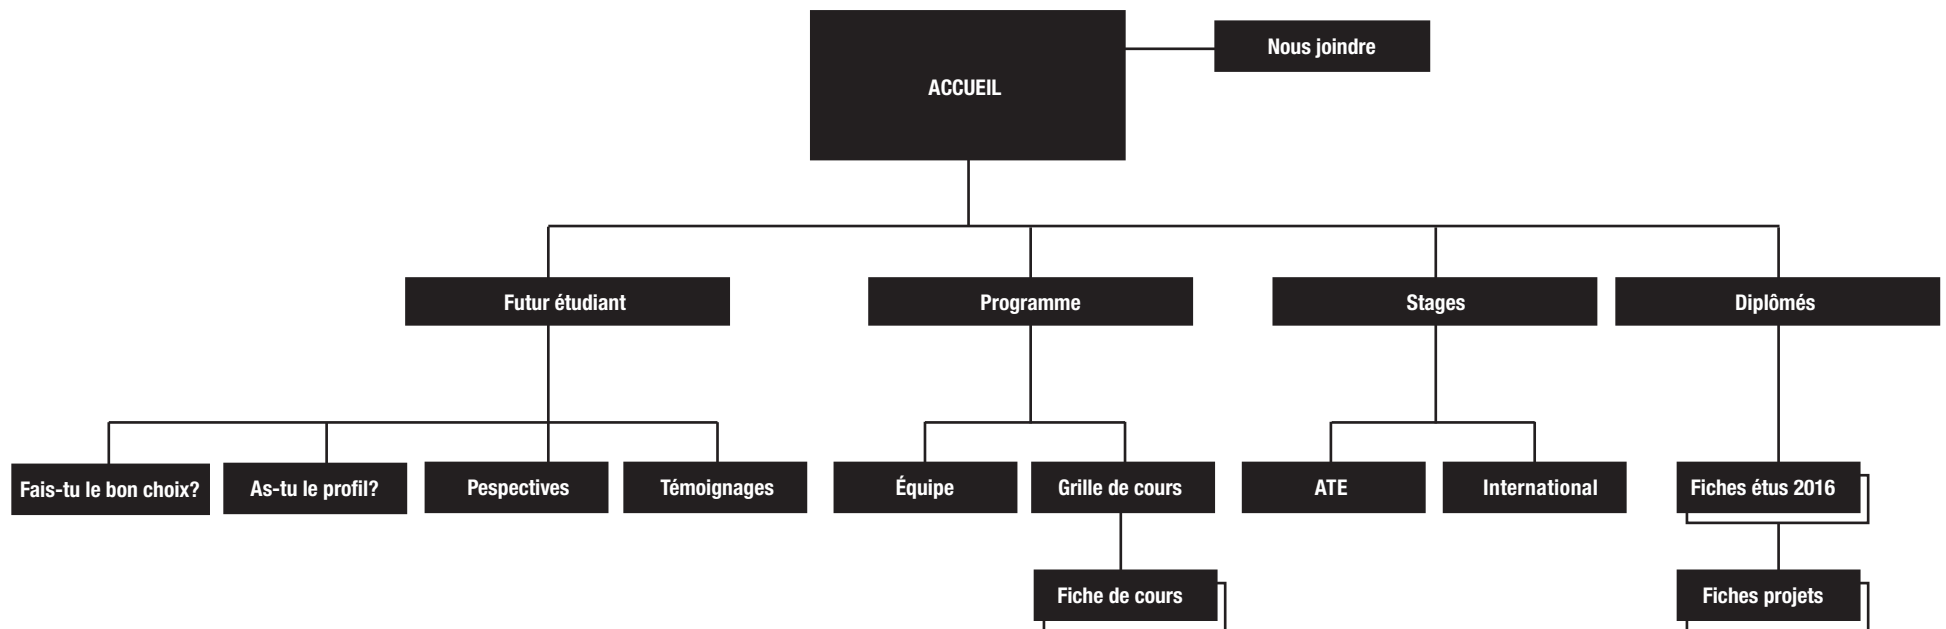 Nous joindre
ACCUEIL
Futur étudiant
Programme
Stages
Diplômés
Fais-tu le bon choix?
As-tu le profil?
Pespectives
Témoignages
Équipe
Grille de cours
ATE
International
Fiches étus 2016
Fiche de cours
Fiches projets